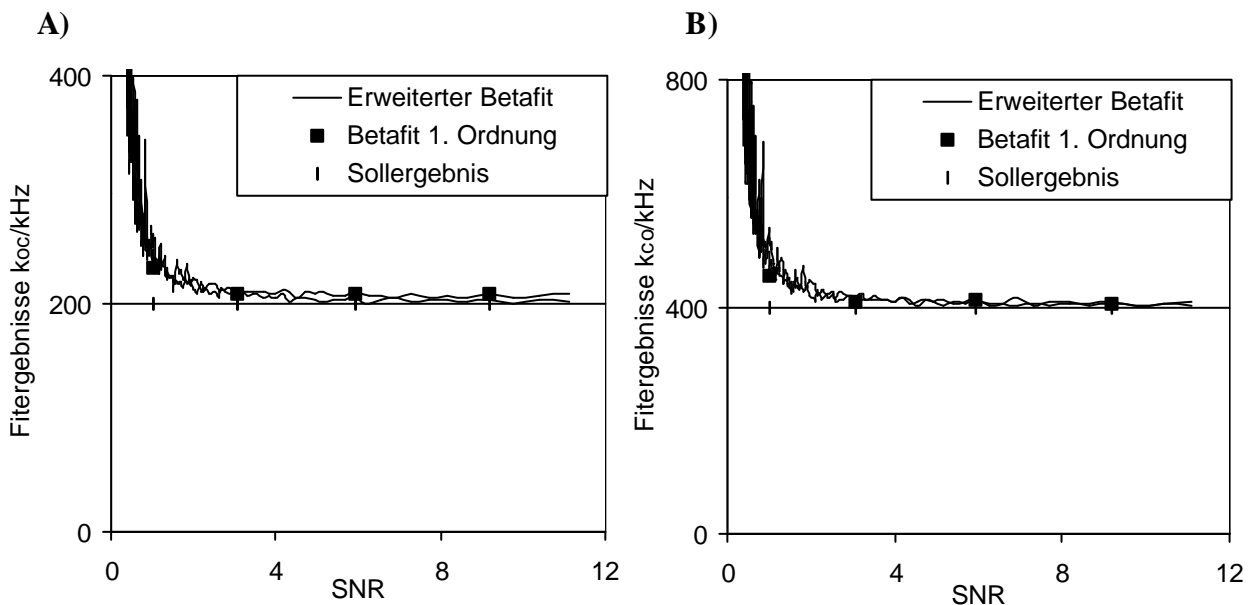 A)
400
200
0
0
4
8
12
SNR
Fitergebnisse koc/kHz
Erweiterter Betafit
Betafit 1. Ordnung
Sollergebnis
B)
800
400
0
0
4
8
12
SNR
Fitergebnisse kco/kHz
Erweiterter Betafit
Betafit 1. Ordnung
Sollergebnis